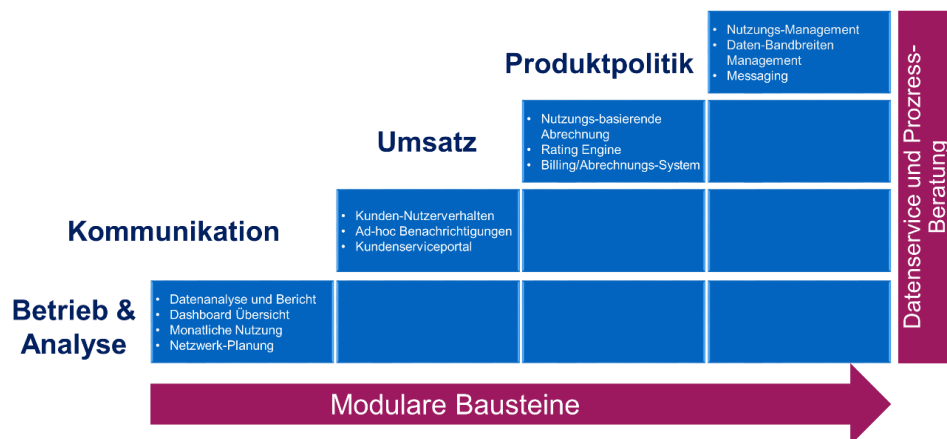 Produktpolitik
• Nutzungs-Management
• Daten-Bandbreiten
Management
• Messaging
Umsatz
• Nutzungs-basierende
Abrechnung
• Rating Engine
• Billing/Abrechnungs-System
Kommunikation
• Kunden-Nutzerverhalten
• Ad-hoc Benachrichtigungen
• Kundenserviceportal
Betrieb &
Analyse
• Datenanalyse und Bericht
• Dashboard Übersicht
• Monatliche Nutzung
• Netzwerk-Planung
Modulare Bausteine
Datenservice und Prozress-
Beratung